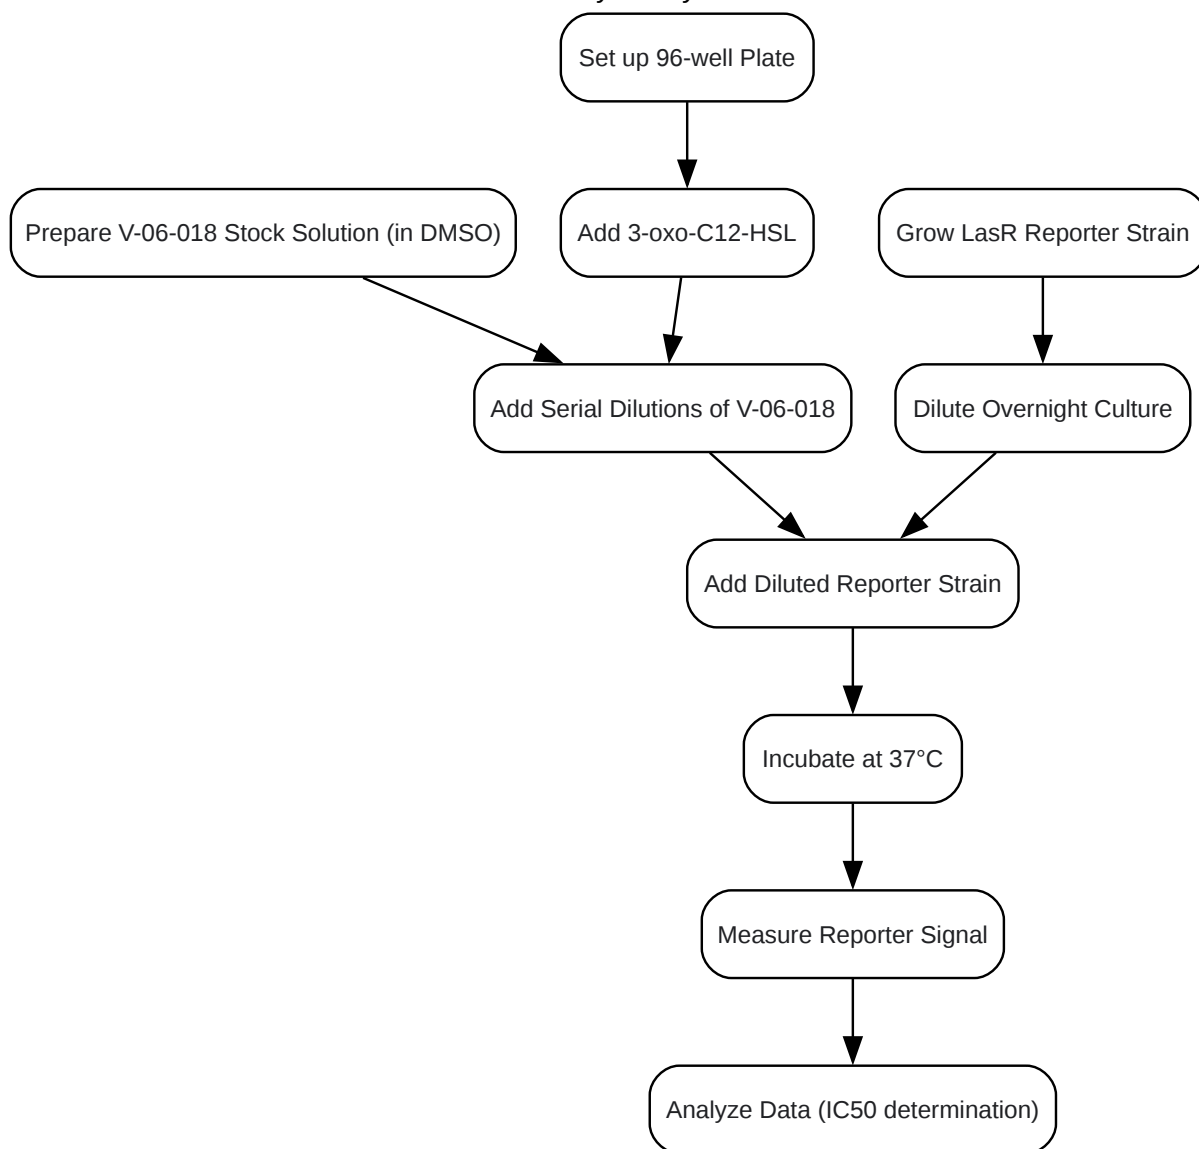 Set up 96-well Plate
Prepare V-06-018 Stock Solution (in DMSO)
Add 3-oxo-C12-HSL
Grow LasR Reporter Strain
Add Serial Dilutions of V-06-018
Dilute Overnight Culture
Add Diluted Reporter Strain
Incubate at 37°C
Measure Reporter Signal
Analyze Data (IC50 determination)